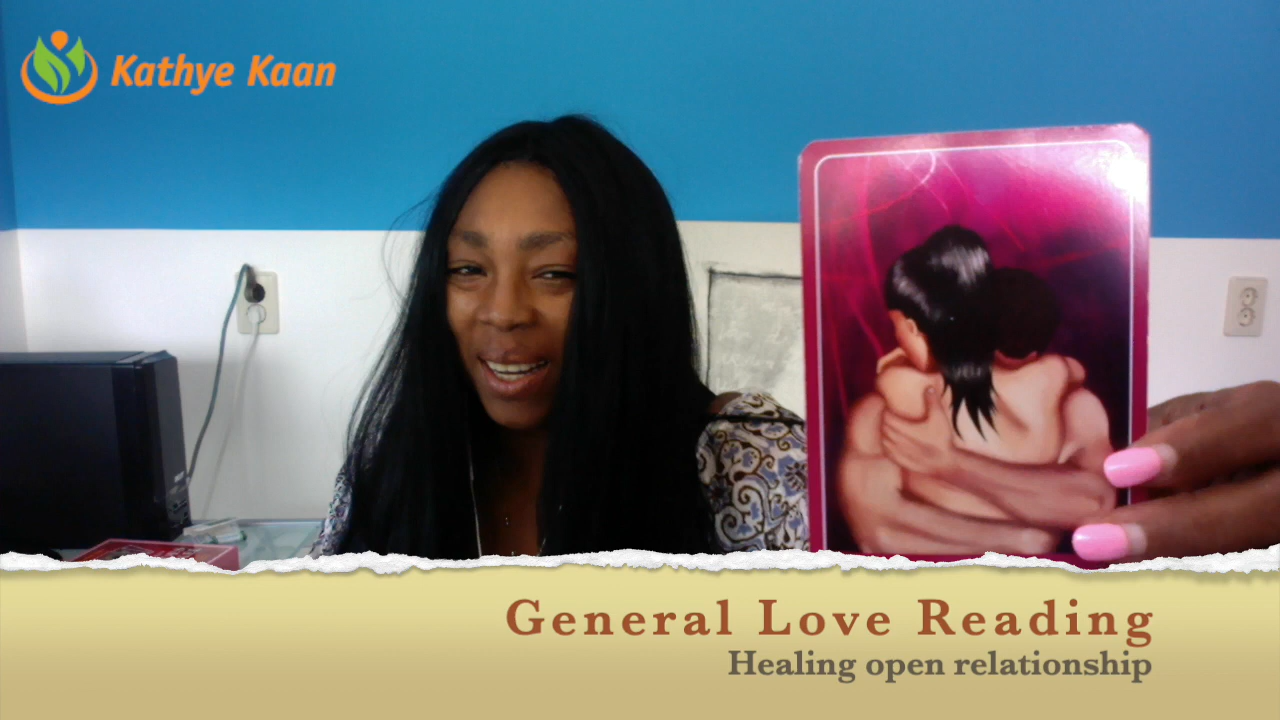 Kathye Kaan
General Love Reading
Healing open relationship